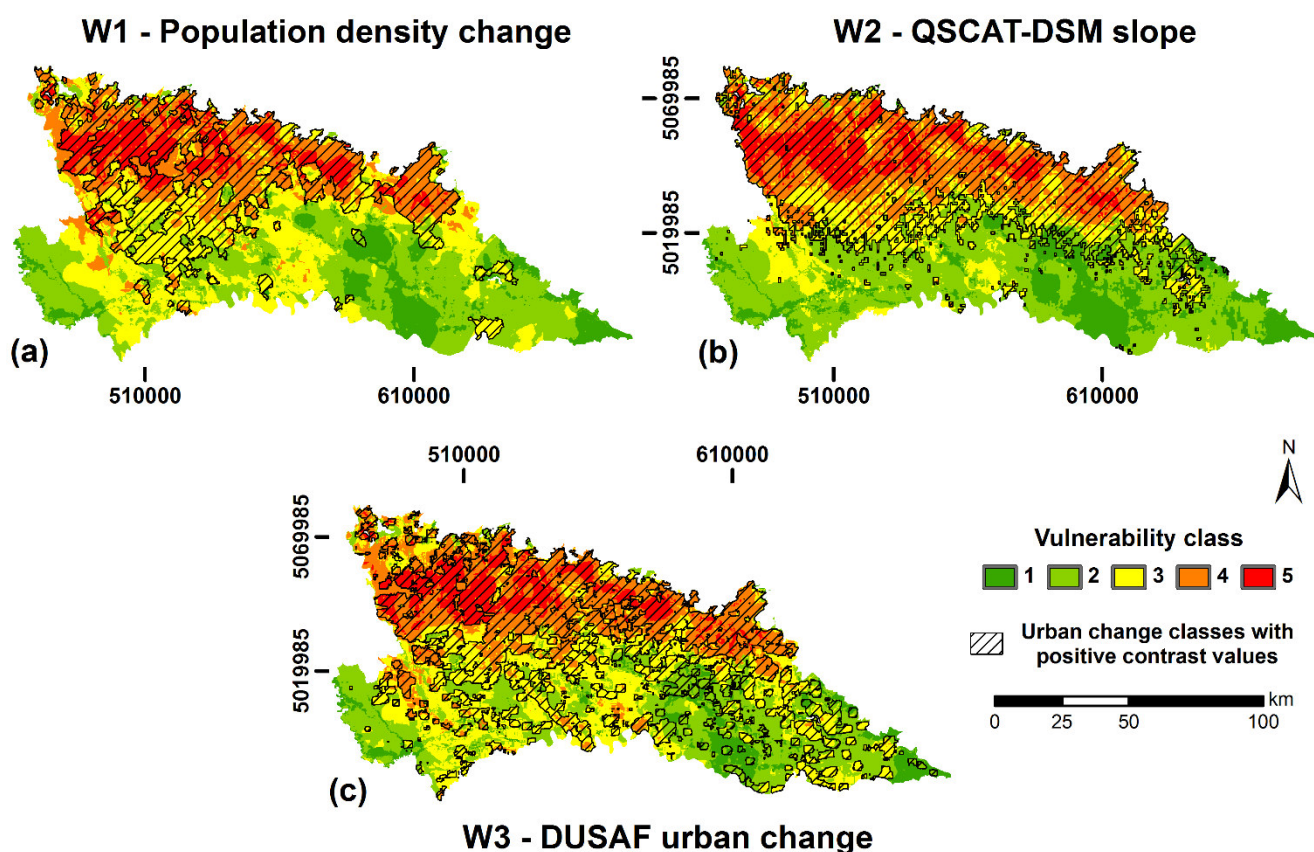 W1 - Population density change
W2 - QSCAT-DSM slope
5069985
5019985
(a)
(b)
510000
610000
510000
610000
510000
610000
N
5069985
5019985
Vulnerability class
1
2
3
4
5
Urban change classes with
positive contrast values
km
0
25
50
100
(c)
W3 - DUSAF urban change